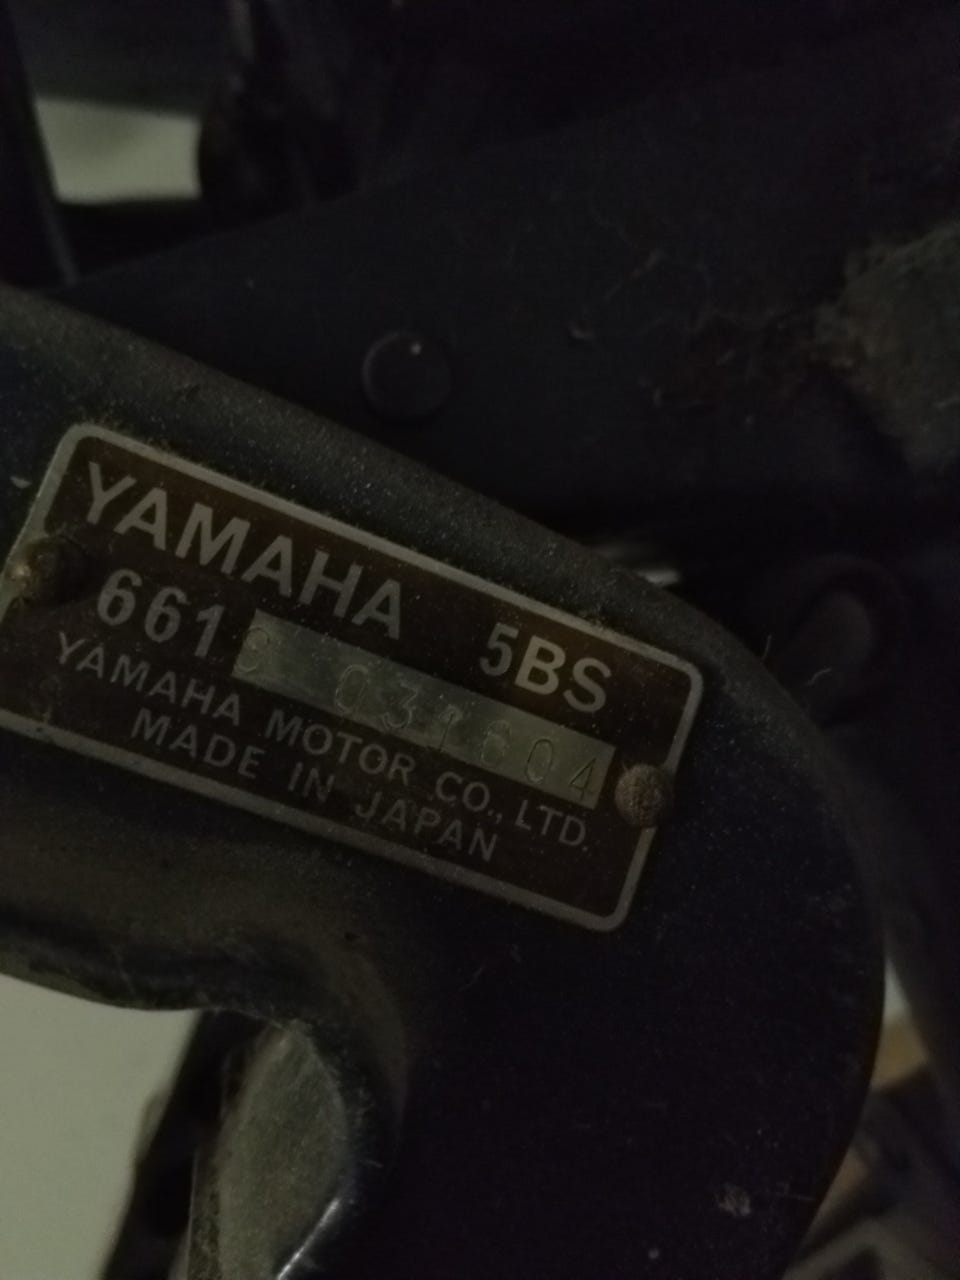 YAMAHA 5BS
661 S 031604
YAMAHA MOTOR CO., LTD.
MADE IN JAPAN